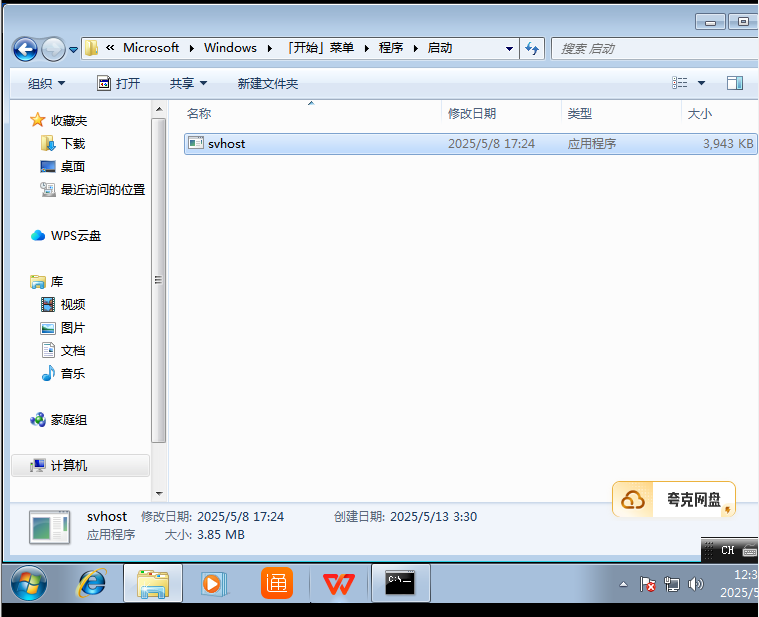 « Microsoft Windows 「开始」菜单 程序 启动
搜索 启动
组织 打开 共享 新建文件夹
名称 修改日期 类型 大小
svhost 2025/5/8 17:24 应用程序 3,943 KB
收藏夹
下载
桌面
最近访问的位置
WPS云盘
库
视频
图片
文档
音乐
家庭组
计算机
夸克网盘
svhost 修改日期: 2025/5/8 17:24 创建日期: 2025/5/13 3:30
应用程序 大小: 3.85 MB
CH
C:\_
12:3
2025/5